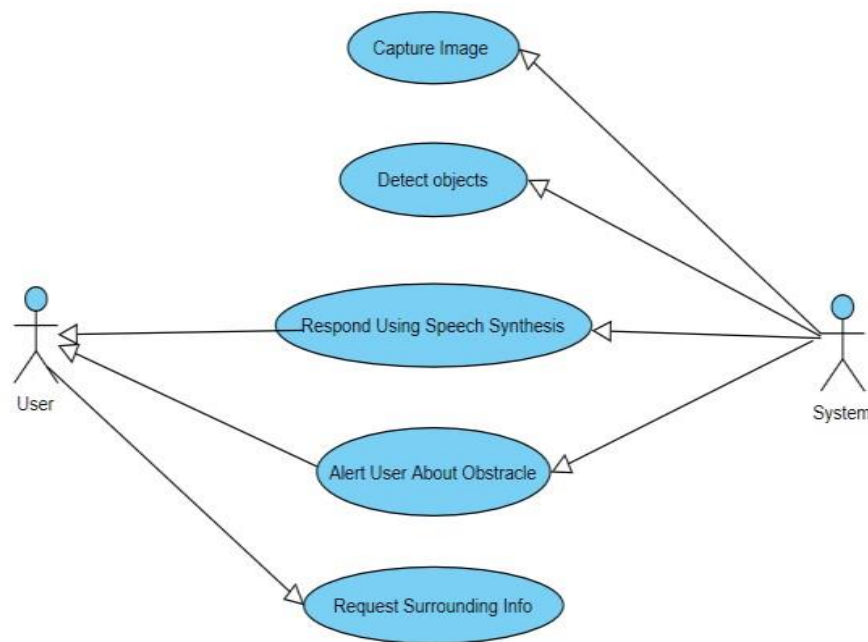 Capture Image
Detect objects
Respond Using Speech Synthesis
User
System
Alert User About Obstracle
Request Surrounding Info